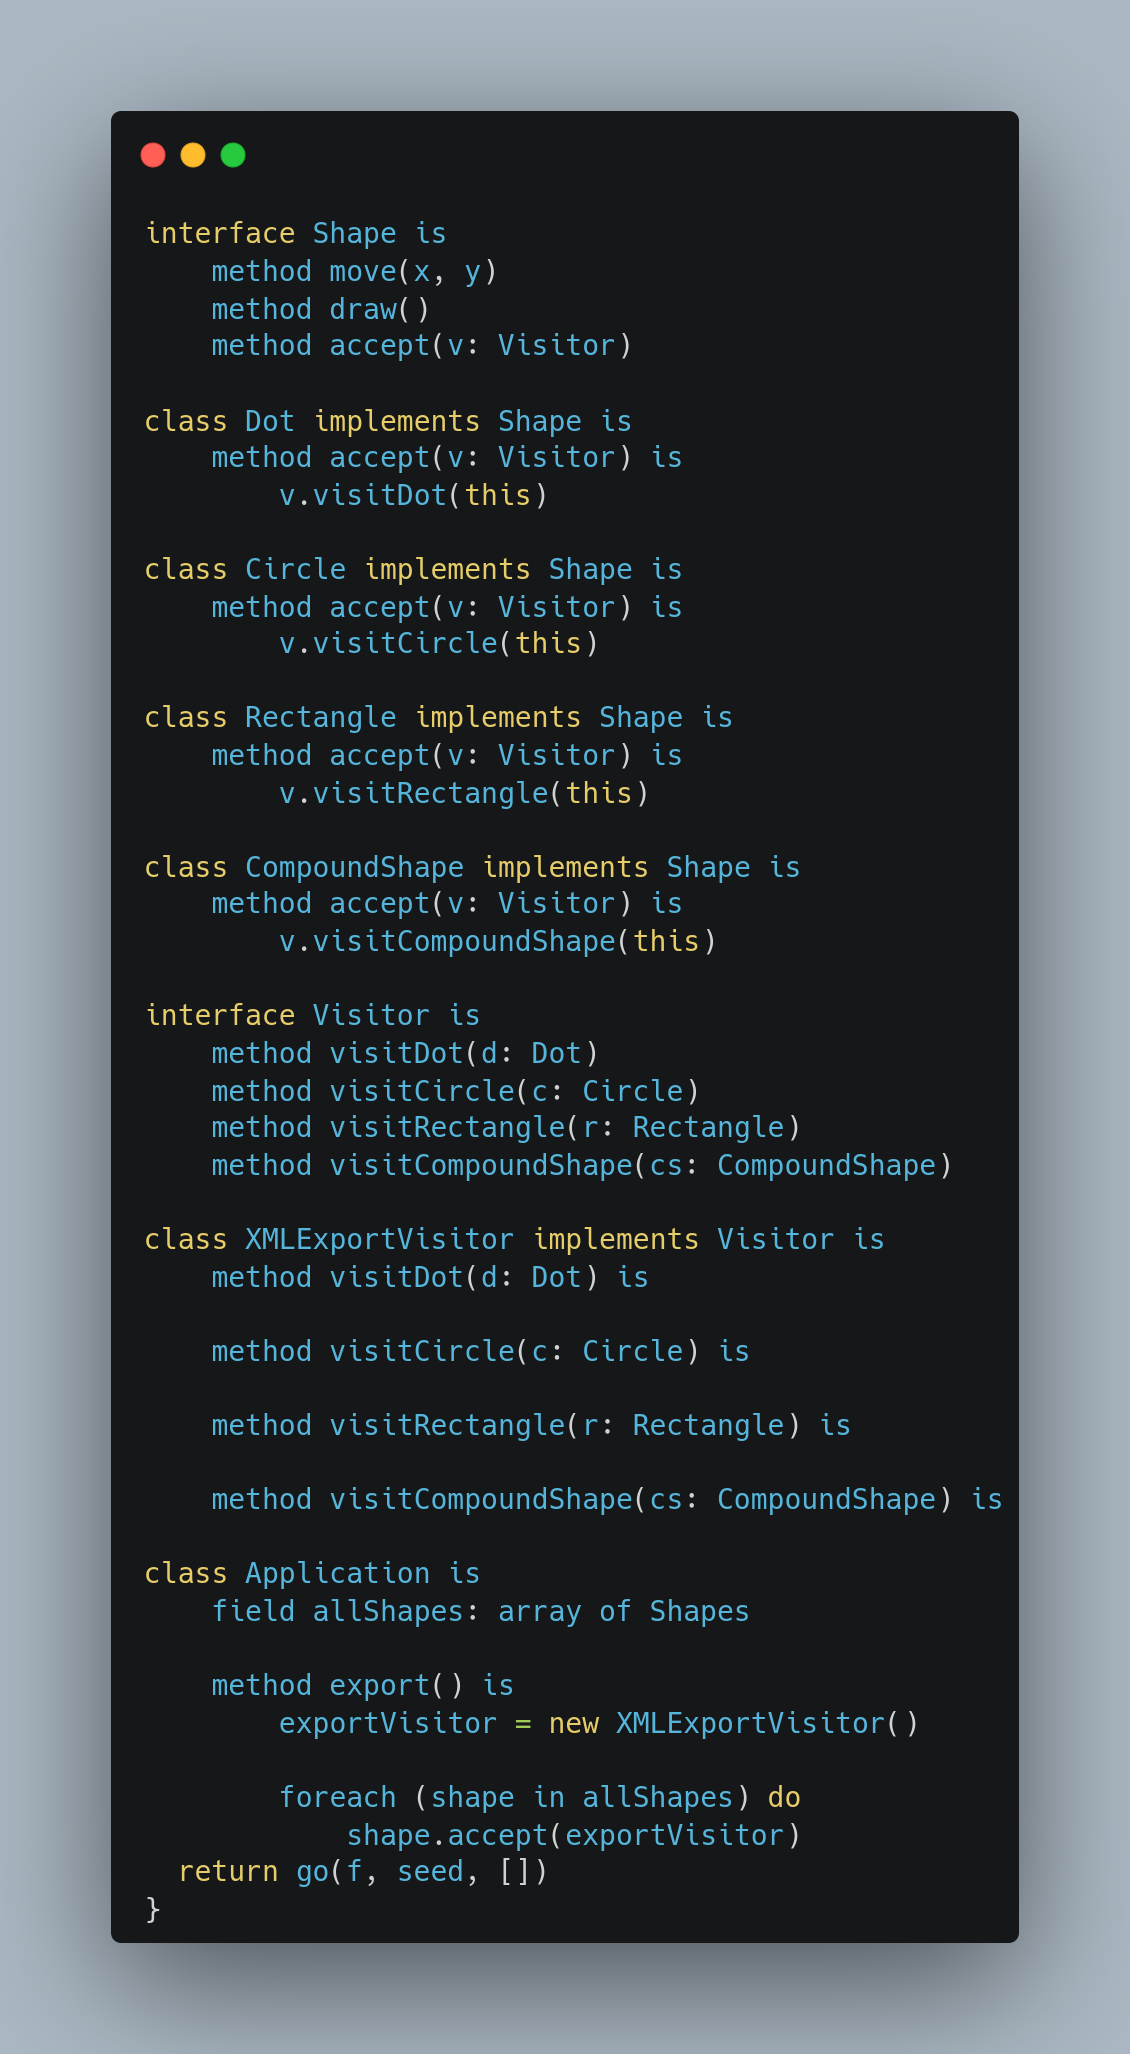 interface Shape is
    method move(x, y)
    method draw()
    method accept(v: Visitor)

class Dot implements Shape is
    method accept(v: Visitor) is
        v.visitDot(this)

class Circle implements Shape is
    method accept(v: Visitor) is
        v.visitCircle(this)

class Rectangle implements Shape is
    method accept(v: Visitor) is
        v.visitRectangle(this)

class CompoundShape implements Shape is
    method accept(v: Visitor) is
        v.visitCompoundShape(this)

interface Visitor is
    method visitDot(d: Dot)
    method visitCircle(c: Circle)
    method visitRectangle(r: Rectangle)
    method visitCompoundShape(cs: CompoundShape)

class XMLExportVisitor implements Visitor is
    method visitDot(d: Dot) is

    method visitCircle(c: Circle) is

    method visitRectangle(r: Rectangle) is

    method visitCompoundShape(cs: CompoundShape) is

class Application is
    field allShapes: array of Shapes

    method export() is
        exportVisitor = new XMLExportVisitor()

        foreach (shape in allShapes) do
            shape.accept(exportVisitor)
  return go(f, seed, [])
}